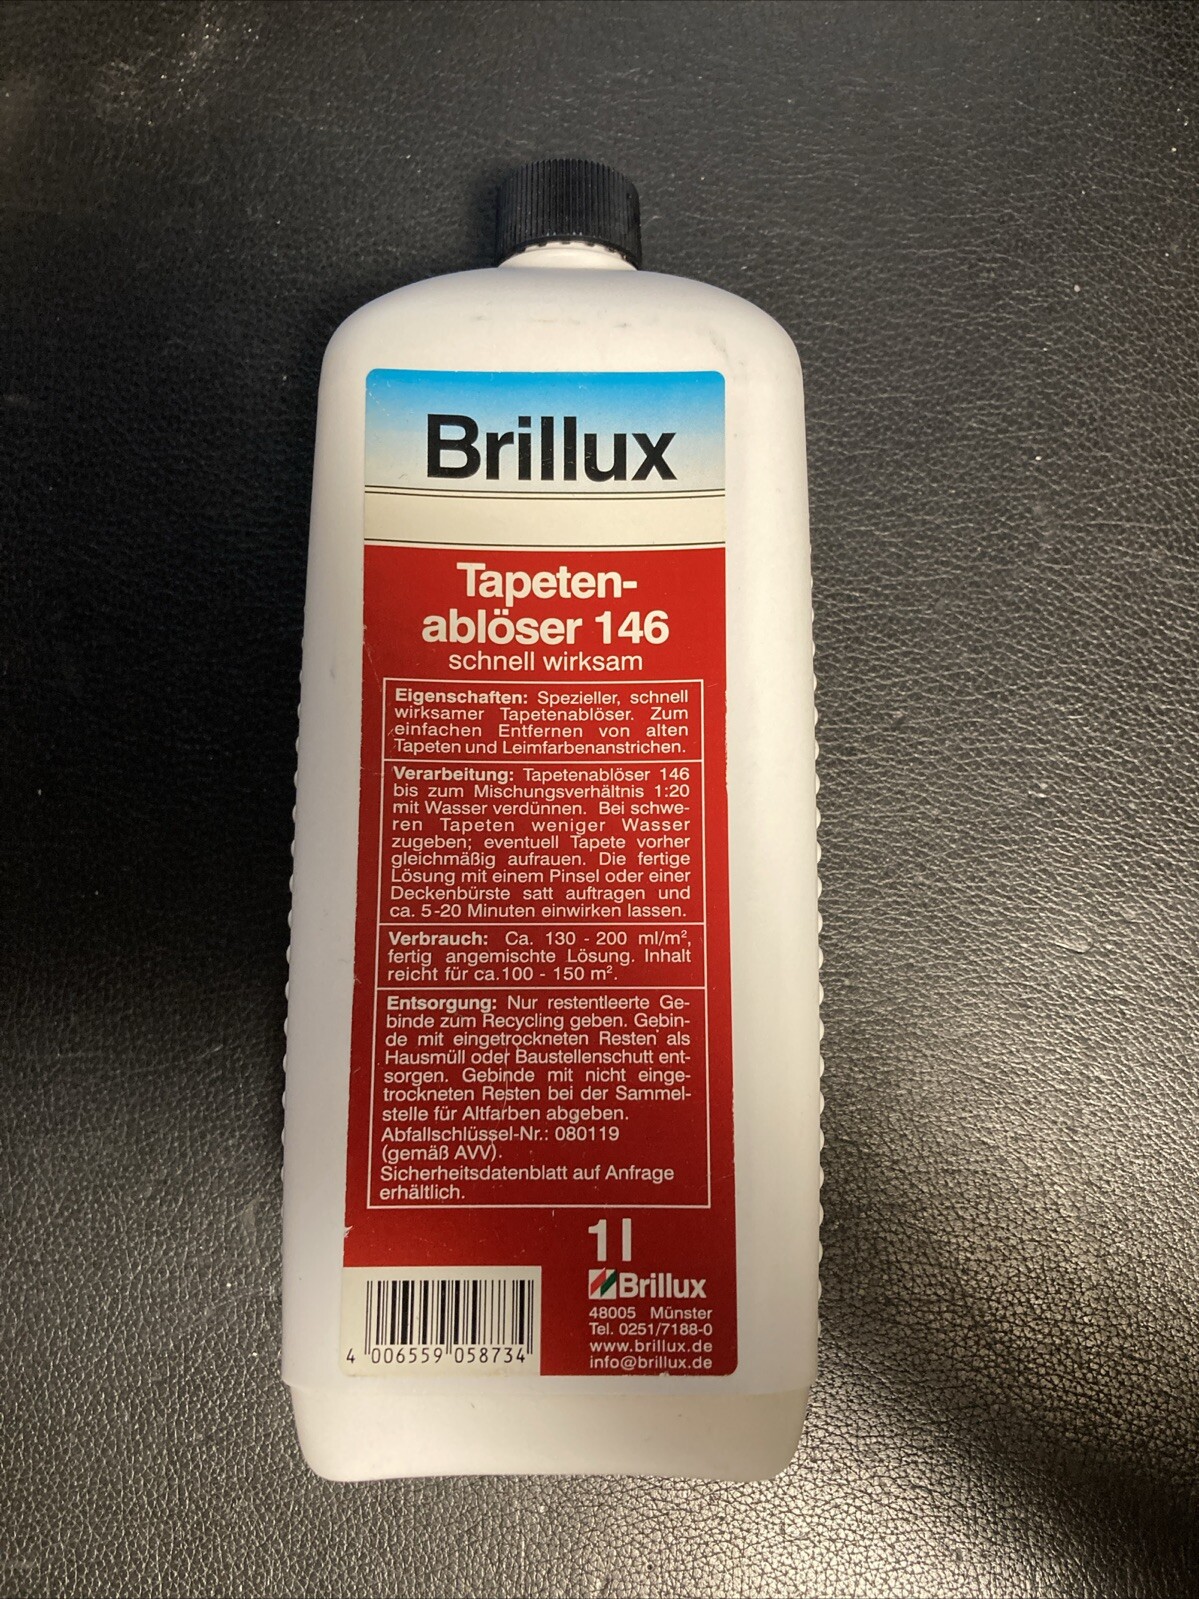 Brillux
Tapeten-
ablöser 146
schnell wirksam
Eigenschaften: Spezieller, schnell
wirksamer Tapetenablöser. Zum
einfachen Entfernen von alten
Tapeten und Leimfarbenanstrichen.
Verarbeitung: Tapetenablöser 146
bis zum Mischungsverhältnis 1:20
mit Wasser verdünnen. Bei schwe-
ren Tapeten weniger Wasser
zugeben; eventuell Tapete vorher
gleichmäßig aufrauen. Die fertige
Lösung mit einem Pinsel oder einer
Deckenbürste satt auftragen und
ca. 5-20 Minuten einwirken lassen.
Verbrauch: Ca. 130 - 200 ml/m²,
fertig angemischte Lösung. Inhalt
reicht für ca.100 - 150 m².
Entsorgung: Nur restentleerte Ge-
binde zum Recycling geben. Gebin-
de mit eingetrockneten Resten als
Hausmüll oder Baustellenschutt ent-
sorgen. Gebinde mit nicht einge-
trockneten Resten bei der Sammel-
stelle für Altfarben abgeben.
Abfallschlüssel-Nr.: 080119
(gemäß AVV).
Sicherheitsdatenblatt auf Anfrage
erhältlich.
1 l
Brillux
48005 Münster
Tel. 0251/7188-0
www.brillux.de
info@brillux.de
4 006559 058734